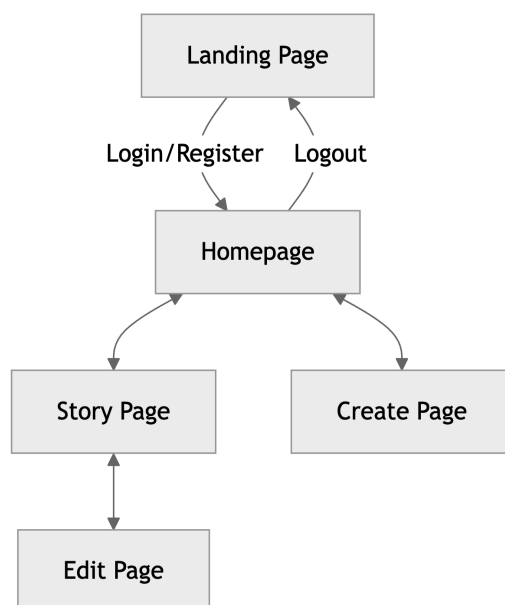 Landing Page
Login/Register
Logout
Homepage
Story Page
Create Page
Edit Page